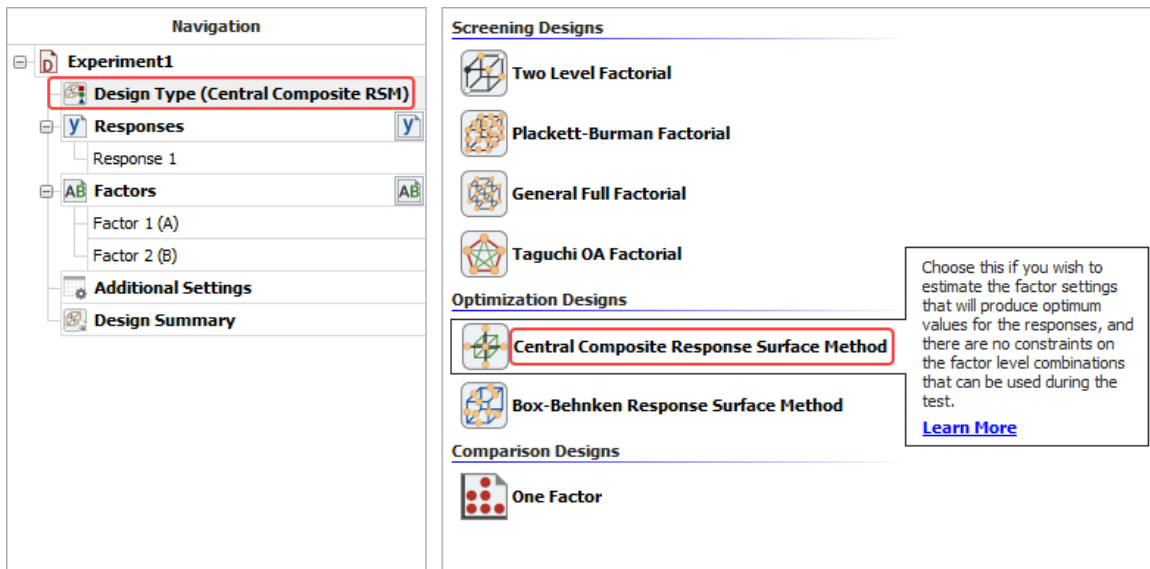 Navigation
Experiment1
Design Type (Central Composite RSM)
Responses
Response 1
Factors
Factor 1 (A)
Factor 2 (B)
Additional Settings
Design Summary
Screening Designs
Two Level Factorial
Plackett-Burman Factorial
General Full Factorial
Taguchi OA Factorial
Optimization Designs
Central Composite Response Surface Method
Box-Behnken Response Surface Method
Comparison Designs
One Factor
Choose this if you wish to
estimate the factor settings
that will produce optimum
values for the responses, and
there are no constraints on
the factor level combinations
that can be used during the
test.
Learn More